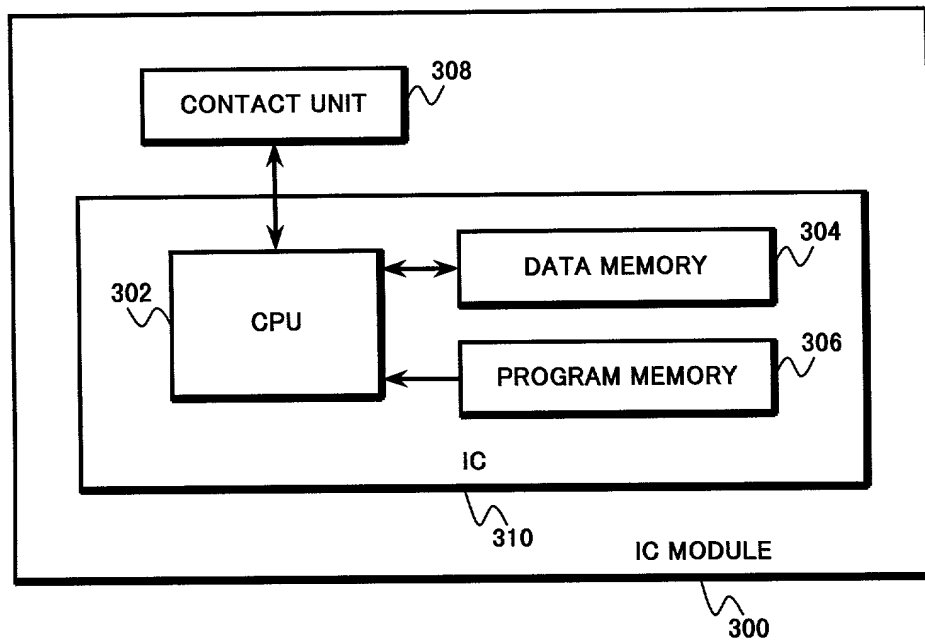 308
CONTACT UNIT
304
DATA MEMORY
302
CPU
306
PROGRAM MEMORY
IC
310
IC MODULE
300